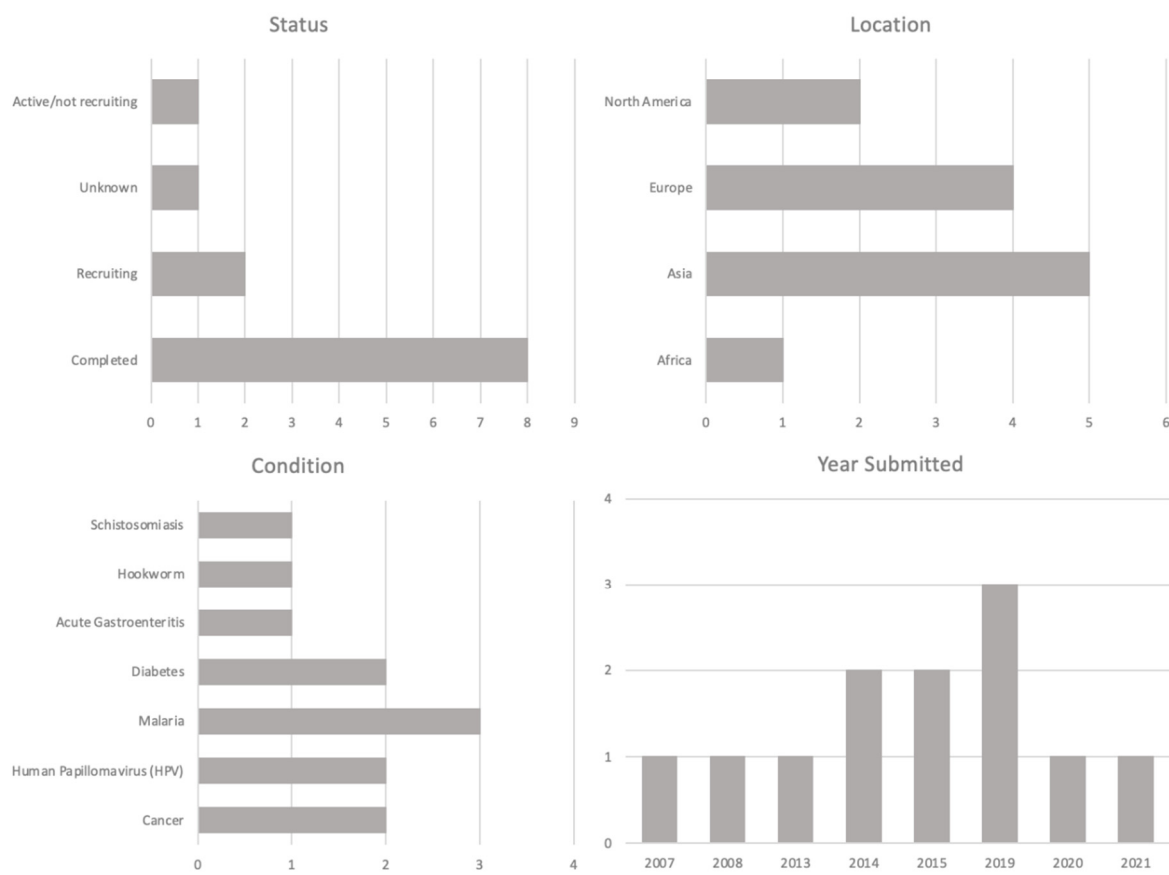 Status
Active/not recruiting
Unknown
Recruiting
Completed
0 1 2 3 4 5 6 7 8 9
Location
North America
Europe
Asia
Africa
0 1 2 3 4 5 6
Condition
Schistosomiasis
Hookworm
Acute Gastroenteritis
Diabetes
Malaria
Human Papillomavirus (HPV)
Cancer
0 1 2 3 4
Year Submitted
4
3
2
1
0
2007 2008 2013 2014 2015 2019 2020 2021